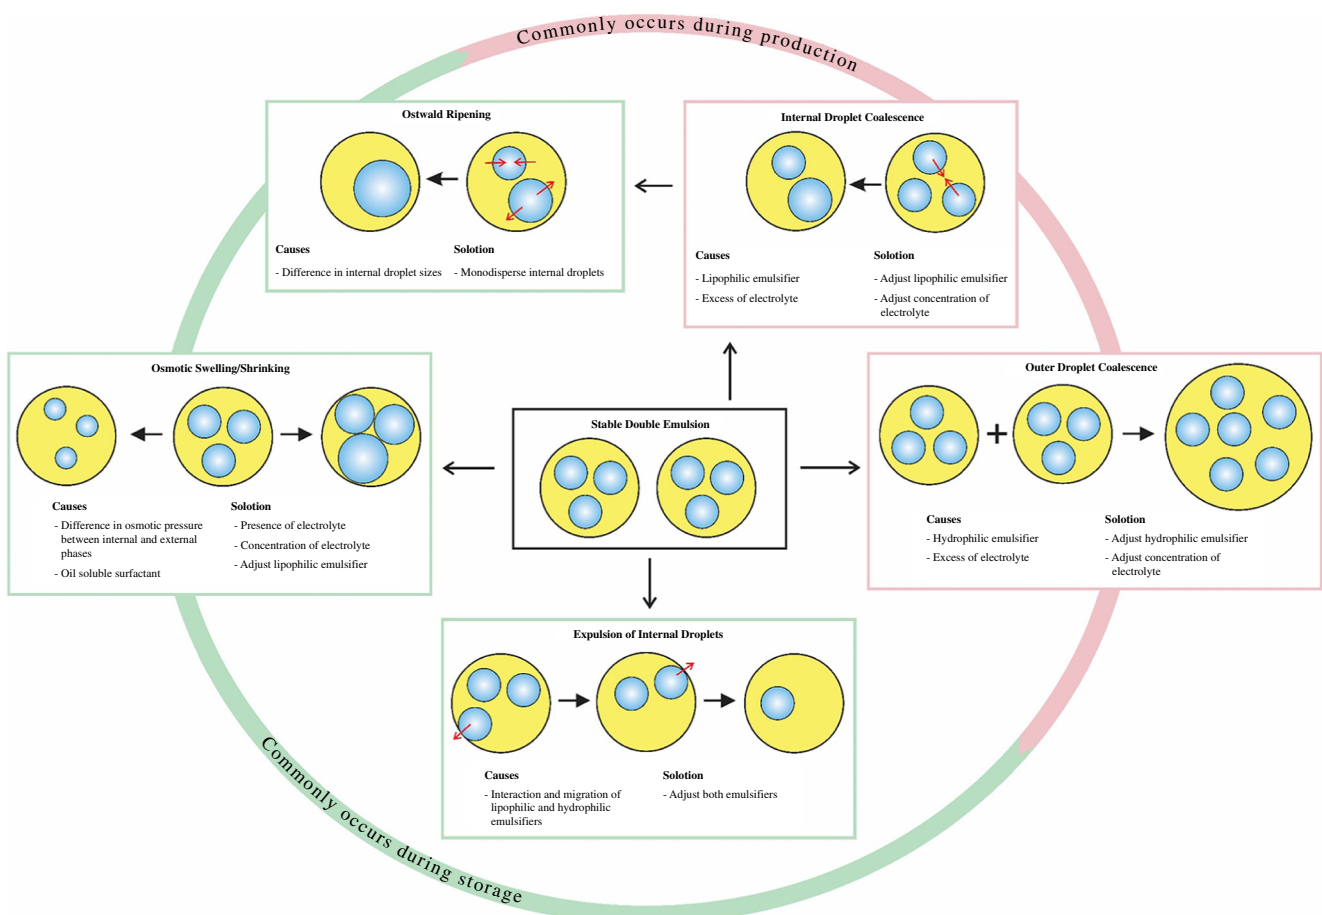 Commonly occurs during production
Ostwald Ripening
Causes
- Difference in internal droplet sizes
Solotion
- Monodisperse internal droplets
Internal Droplet Coalescence
Causes
- Lipophilic emulsifier
- Excess of electrolyte
Solotion
- Adjust lipophilic emulsifier
- Adjust concentration of
electrolyte
Osmotic Swelling/Shrinking
Causes
- Difference in osmotic pressure
between internal and external
phases
- Oil soluble surfactant
Solotion
- Presence of electrolyte
- Concentration of electrolyte
- Adjust lipophilic emulsifier
Stable Double Emulsion
Outer Droplet Coalescence
+
Causes
- Hydrophilic emulsifier
- Excess of electrolyte
Solotion
- Adjust hydrophilic emulsifier
- Adjust concentration of
electrolyte
Expulsion of Internal Droplets
Causes
- Interaction and migration of
lipophilic and hydrophilic
emulsifiers
Solotion
- Adjust both emulsifiers
Commonly occurs during storage